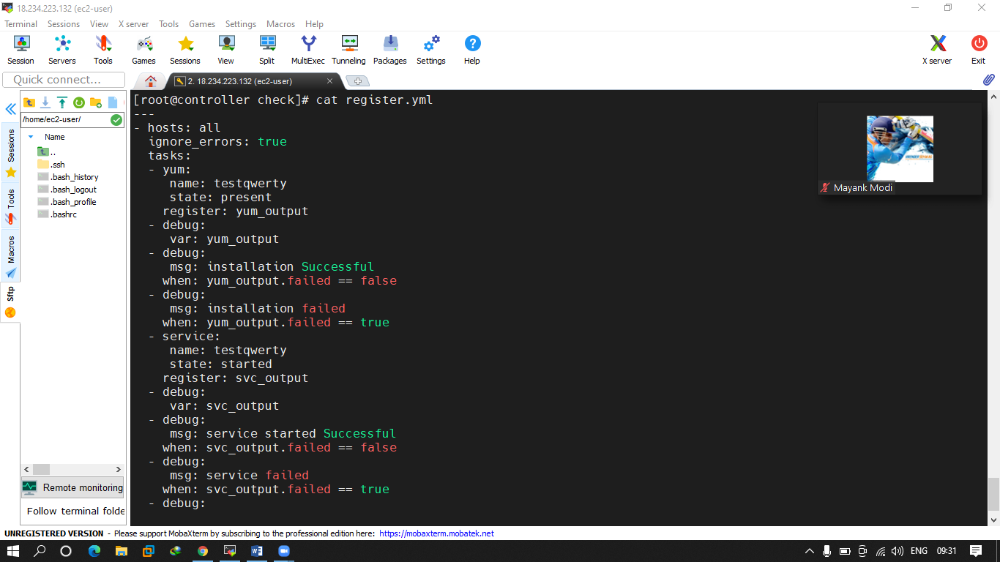 18.234.223.132 (ec2-user)
Terminal Sessions View X server Tools Games Settings Macros Help
Session Servers Tools Games Sessions View Split MultiExec Tunneling Packages Settings Help X server Exit
Quick connect...
2. 18.234.223.132 (ec2-user)
/home/ec2-user/
Name
..
.ssh
.bash_history
.bash_logout
.bash_profile
.bashrc
Sessions
Tools
Macros
Sftp
Remote monitoring
Follow terminal folde
[root@controller check]# cat register.yml
---
- hosts: all
  ignore_errors: true
  tasks:
  - yum:
     name: testqwerty
     state: present
    register: yum_output
  - debug:
     var: yum_output
  - debug:
     msg: installation Successful
    when: yum_output.failed == false
  - debug:
     msg: installation failed
    when: yum_output.failed == true
  - service:
     name: testqwerty
     state: started
    register: svc_output
  - debug:
     var: svc_output
  - debug:
     msg: service started Successful
    when: svc_output.failed == false
  - debug:
     msg: service failed
    when: svc_output.failed == true
  - debug:
Mayank Modi
UNREGISTERED VERSION - Please support MobaXterm by subscribing to the professional edition here: https://mobaxterm.mobatek.net
ENG 09:31